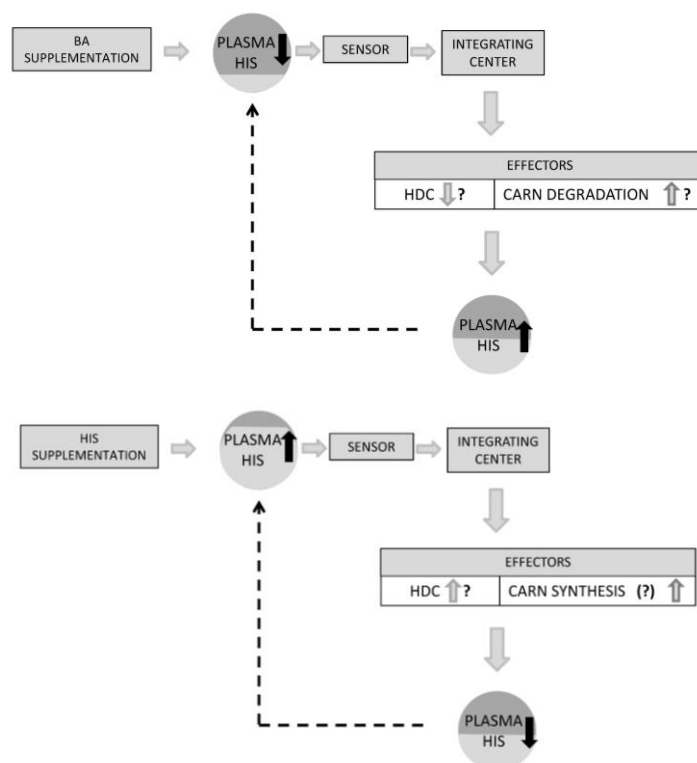 BA
SUPPLEMENTATION
PLASMA
HIS
SENSOR
INTEGRATING
CENTER
EFFECTORS
HDC ? CARN DEGRADATION ?
PLASMA
HIS
HIS
SUPPLEMENTATION
PLASMA
HIS
SENSOR
INTEGRATING
CENTER
EFFECTORS
HDC ? CARN SYNTHESIS (?)
PLASMA
HIS